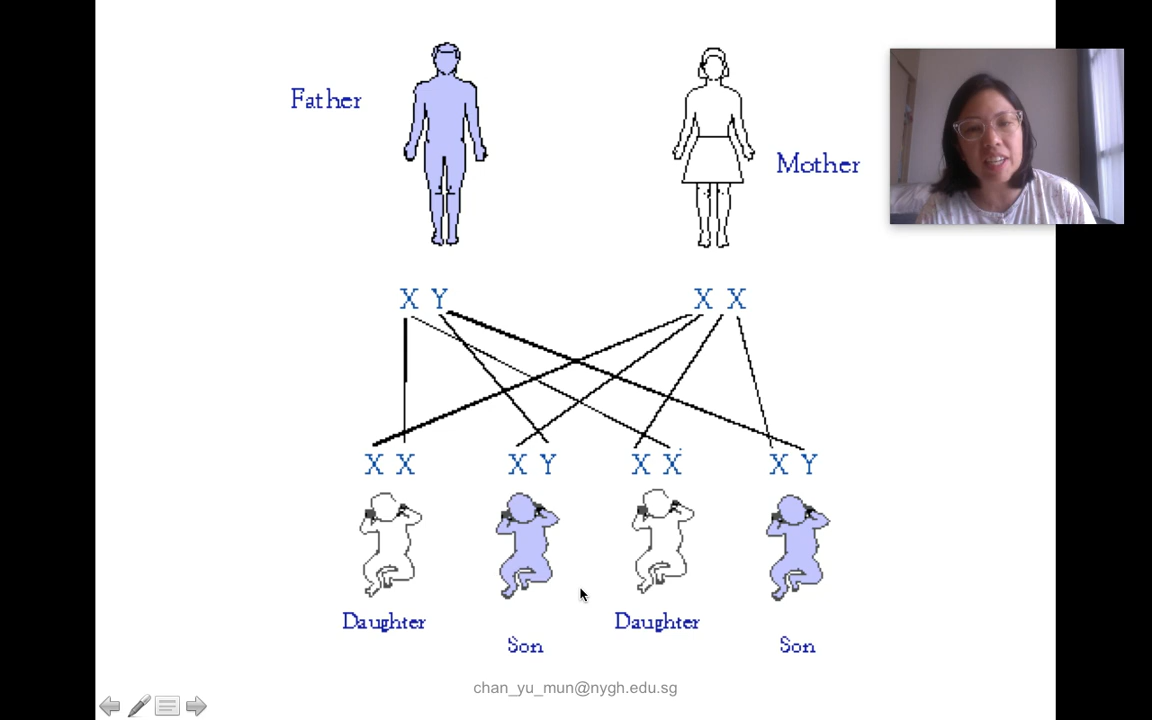 Father
Mother
X Y
X X
X X
X Y
X X
X Y
Daughter
Son
Daughter
Son
chan_yu_mun@nygh.edu.sg